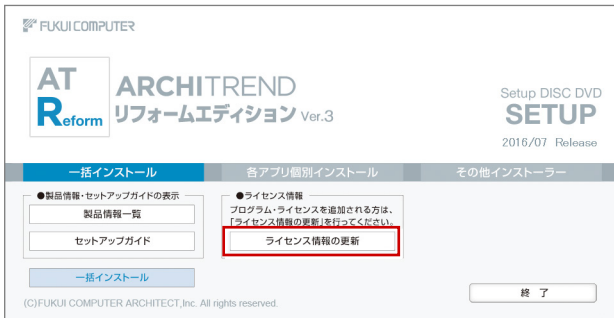 FUKUI COMPUTER
AT
Reform
ARCHITREND
リフォームエディション Ver.3
Setup DISC DVD
SETUP
2016/07 Release
一括インストール
各アプリ個別インストール
その他インストーラー
●製品情報・セットアップガイドの表示
製品情報一覧
セットアップガイド
●ライセンス情報
プログラム・ライセンスを追加される方は、
「ライセンス情報の更新」を行ってください。
ライセンス情報の更新
一括インストール
終 了
(C)FUKUI COMPUTER ARCHITECT,Inc. All rights reserved.